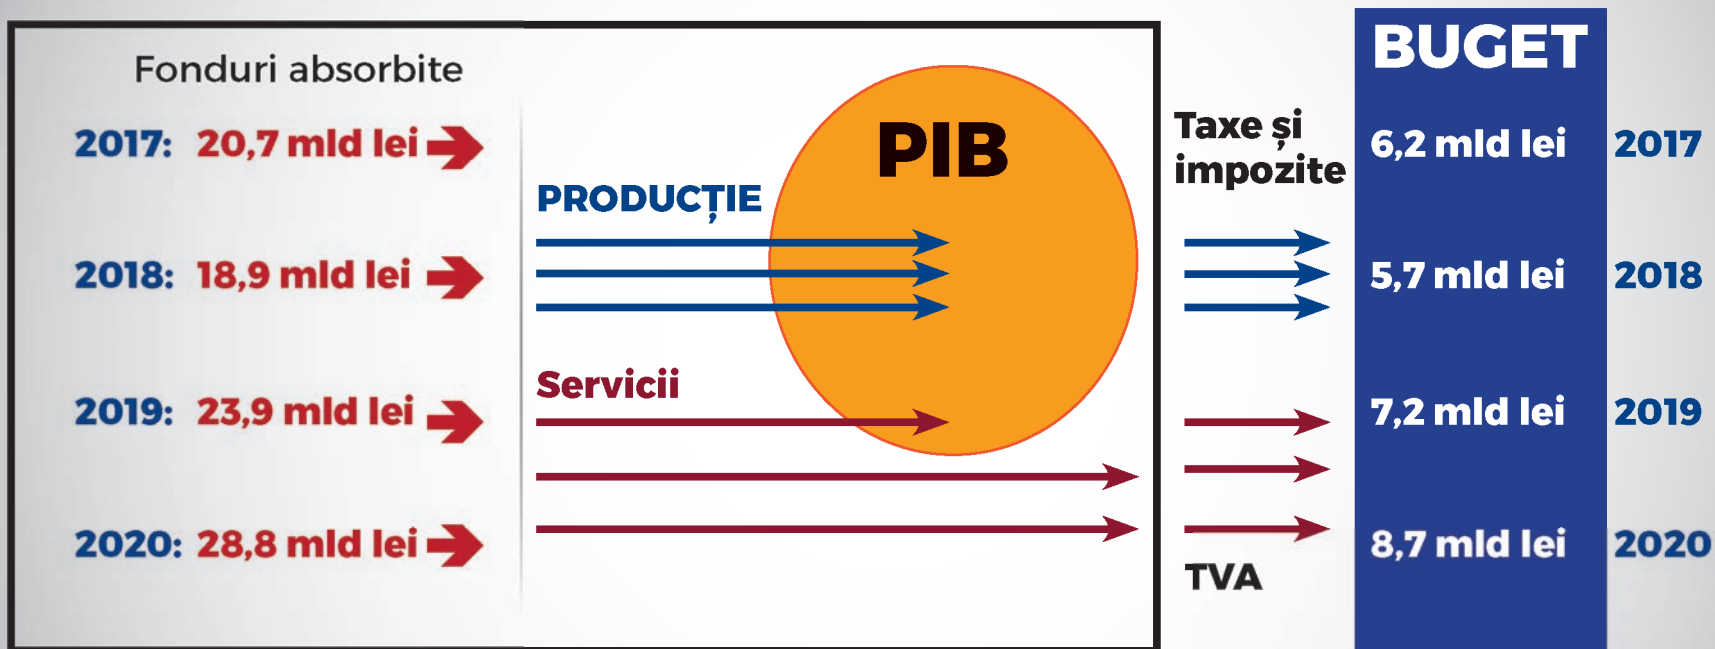 Fonduri absorbite
2017: 20,7 mld lei
2018: 18,9 mld lei
2019: 23,9 mld lei
2020: 28,8 mld lei
PRODUCȚIE
Servicii
PIB
Taxe și
impozite
TVA
BUGET
6,2 mld lei 2017
5,7 mld lei 2018
7,2 mld lei 2019
8,7 mld lei 2020